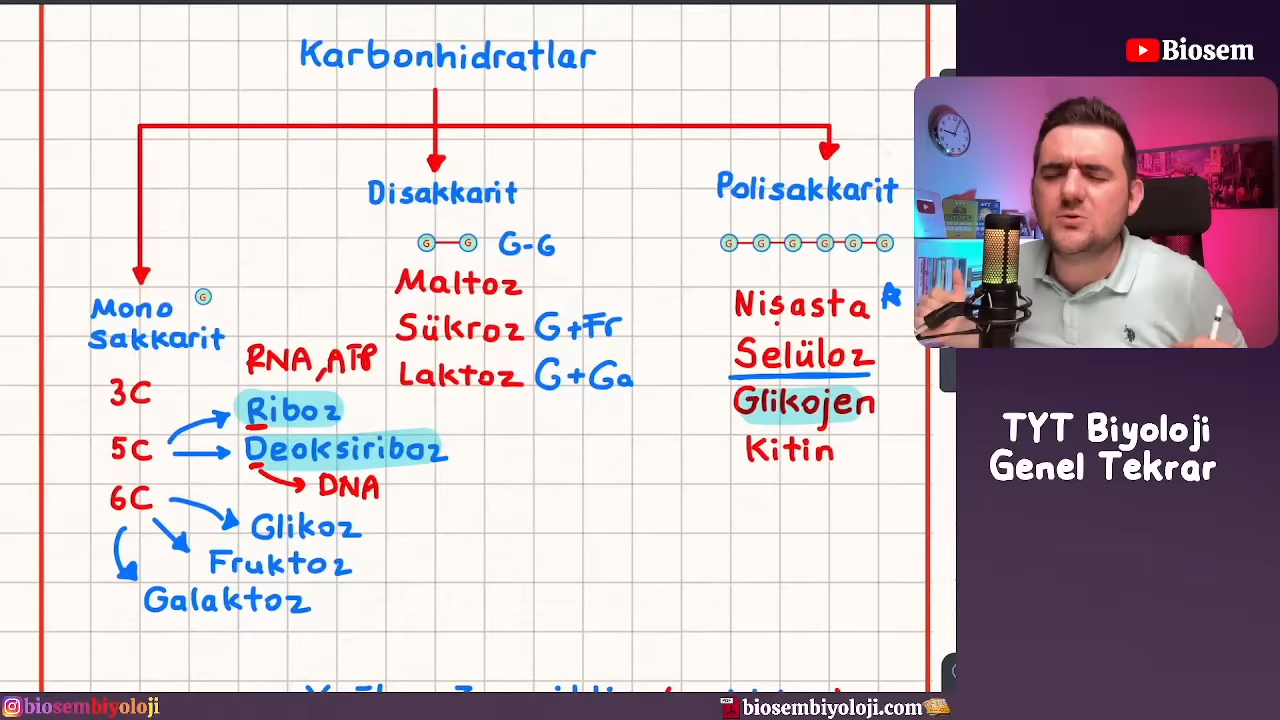 Karbonhidratlar
Disakkarit
Polisakkarit
G G G-G
G G G G G G
Mono G
sakkarit
Maltoz
Sükroz G+Fr
Laktoz G+Ga
Nişasta
Selüloz
Glikojen
Kitin
RNA, ATP
3C
Riboz
5C
Deoksiriboz
DNA
6C
Glikoz
Fruktoz
Galaktoz
Biosem
TYT Biyoloji
Genel Tekrar
biosembiyoloji
biosembiyoloji.com